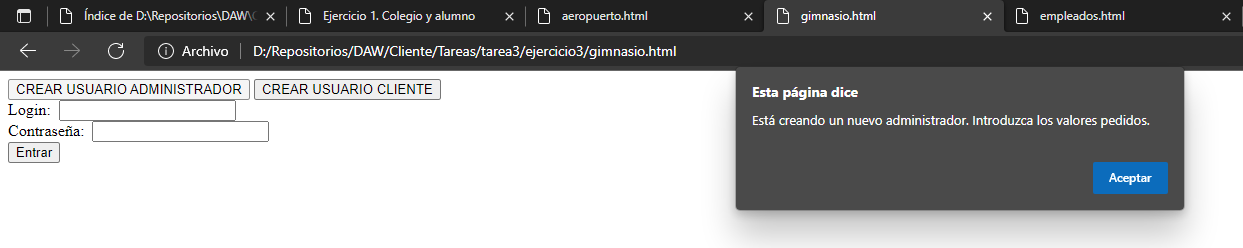 Índice de D:\Repositorios\DAW\
Ejercicio 1. Colegio y alumno
aeropuerto.html
gimnasio.html
empleados.html
Archivo
D:/Repositorios/DAW/Cliente/Tareas/tarea3/ejercicio3/gimnasio.html
CREAR USUARIO ADMINISTRADOR
CREAR USUARIO CLIENTE
Login:
Contraseña:
Entrar
Esta página dice
Está creando un nuevo administrador. Introduzca los valores pedidos.
Aceptar